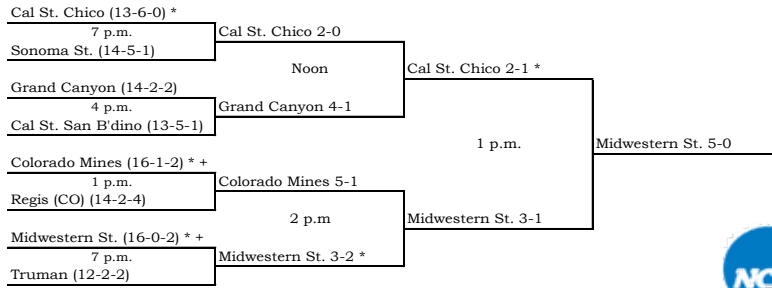 Cal St. Chico (13-6-0) *
7 p.m.
Sonoma St. (14-5-1)
Cal St. Chico 2-0
Noon
Grand Canyon (14-2-2)
4 p.m.
Cal St. San B'dino (13-5-1)
Grand Canyon 4-1
Cal St. Chico 2-1 *
1 p.m.
Midwestern St. 5-0
Colorado Mines (16-1-2) * +
1 p.m.
Regis (CO) (14-2-4)
Colorado Mines 5-1
2 p.m
Midwestern St. 3-1
Midwestern St. (16-0-2) * +
7 p.m.
Truman (12-2-2)
Midwestern St. 3-2 *